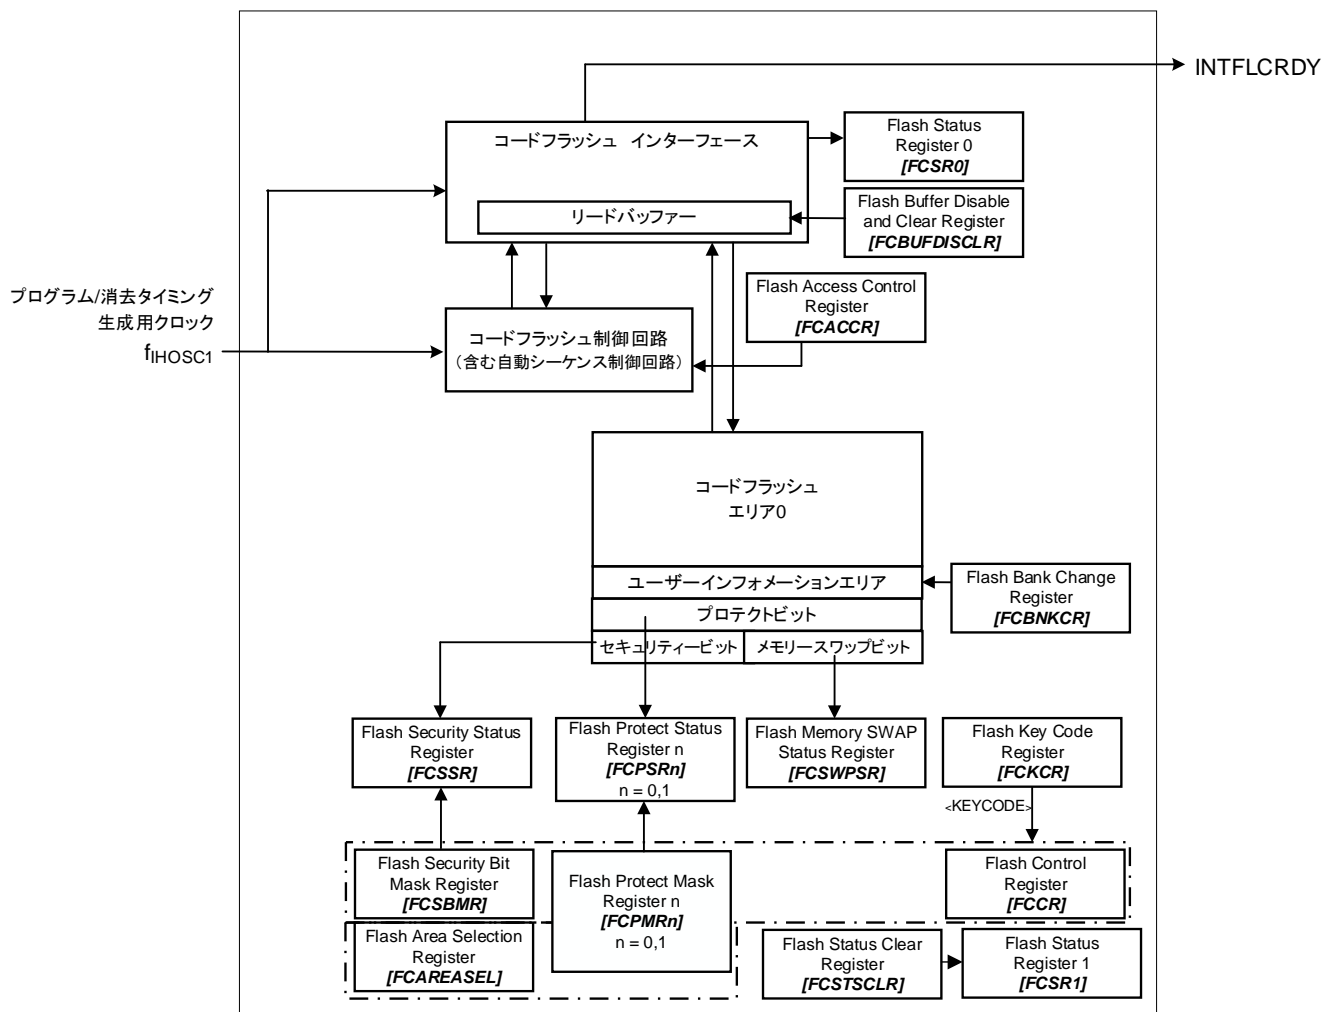 INTFLCRDY
コードフラッシュ インターフェース
リードバッファー
Flash Status
Register 0
[FCSR0]
Flash Buffer Disable
and Clear Register
[FCBUFDISCLR]
プログラム/消去タイミング
生成用クロック
fIHOSC1
コードフラッシュ制御回路
(含む自動シーケンス制御回路)
Flash Access Control
Register
[FCACCR]
コードフラッシュ
エリア0
ユーザーインフォメーションエリア
プロテクトビット
セキュリティービット
メモリースワップビット
Flash Bank Change
Register
[FCBNKCR]
Flash Security Status
Register
[FCSSR]
Flash Protect Status
Register n
[FCPSRn]
n = 0,1
Flash Memory SWAP
Status Register
[FCSWPSR]
Flash Key Code
Register
[FCKCR]
<KEYCODE>
Flash Security Bit
Mask Register
[FCSBMR]
Flash Protect Mask
Register n
[FCPMRn]
n = 0,1
Flash Control
Register
[FCCR]
Flash Area Selection
Register
[FCAREASEL]
Flash Status Clear
Register
[FCSTSCLR]
Flash Status
Register 1
[FCSR1]